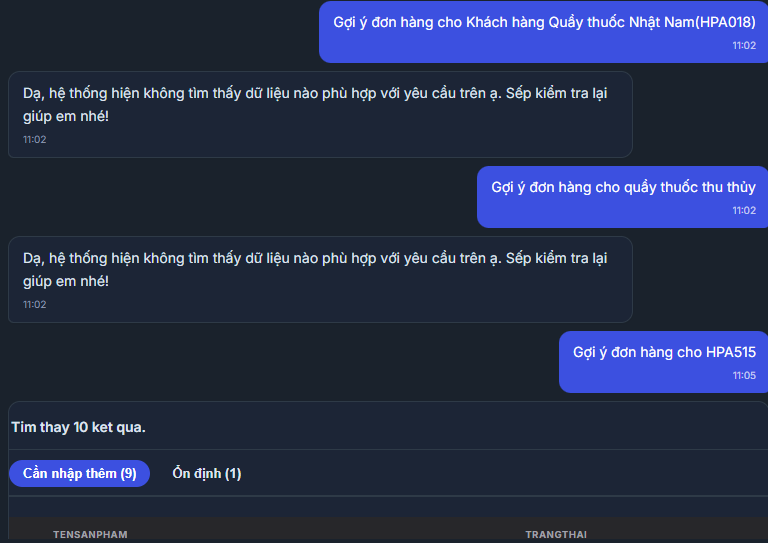 Gợi ý đơn hàng cho Khách hàng Quầy thuốc Nhật Nam(HPA018)
11:02
Dạ, hệ thống hiện không tìm thấy dữ liệu nào phù hợp với yêu cầu trên ạ. Sếp kiểm tra lại
giúp em nhé!
11:02
Gợi ý đơn hàng cho quầy thuốc thu thủy
11:02
Dạ, hệ thống hiện không tìm thấy dữ liệu nào phù hợp với yêu cầu trên ạ. Sếp kiểm tra lại
giúp em nhé!
11:02
Gợi ý đơn hàng cho HPA515
11:05
Tim thay 10 ket qua.
Cần nhập thêm (9) Ổn định (1)
TENSANPHAM TRANGTHAI